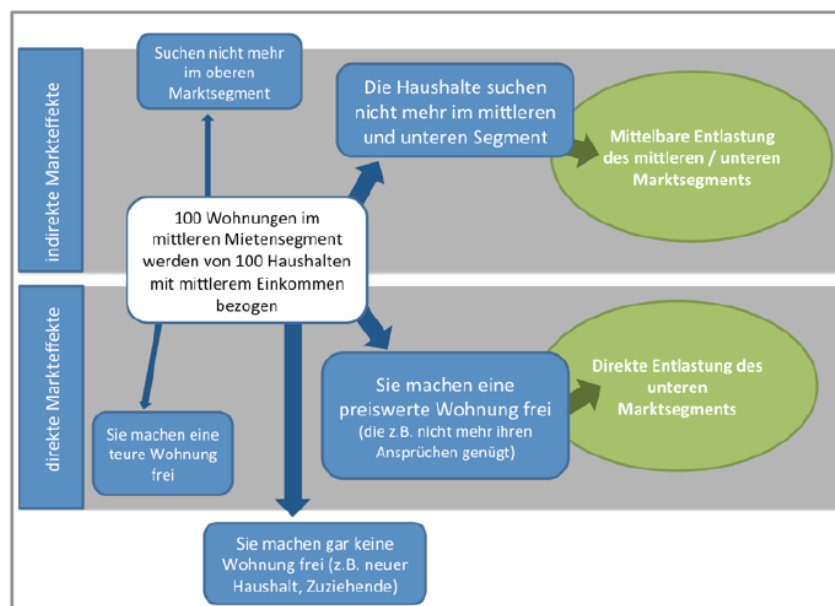 indirekte Markteffekte
Suchen nicht mehr
im oberen
Marktsegment
Die Haushalte suchen
nicht mehr im mittleren
und unteren Segment
Mittelbare Entlastung
des mittleren / unteren
Marktsegments
100 Wohnungen im
mittleren Mietensegment
werden von 100 Haushalten
mit mittlerem Einkommen
bezogen
direkte Markteffekte
Sie machen eine
teure Wohnung
frei
Sie machen eine
preiswerte Wohnung frei
(die z.B. nicht mehr ihren
Ansprüchen genügt)
Direkte Entlastung des
unteren
Marktsegments
Sie machen gar keine
Wohnung frei (z.B. neuer
Haushalt, Zuziehende)